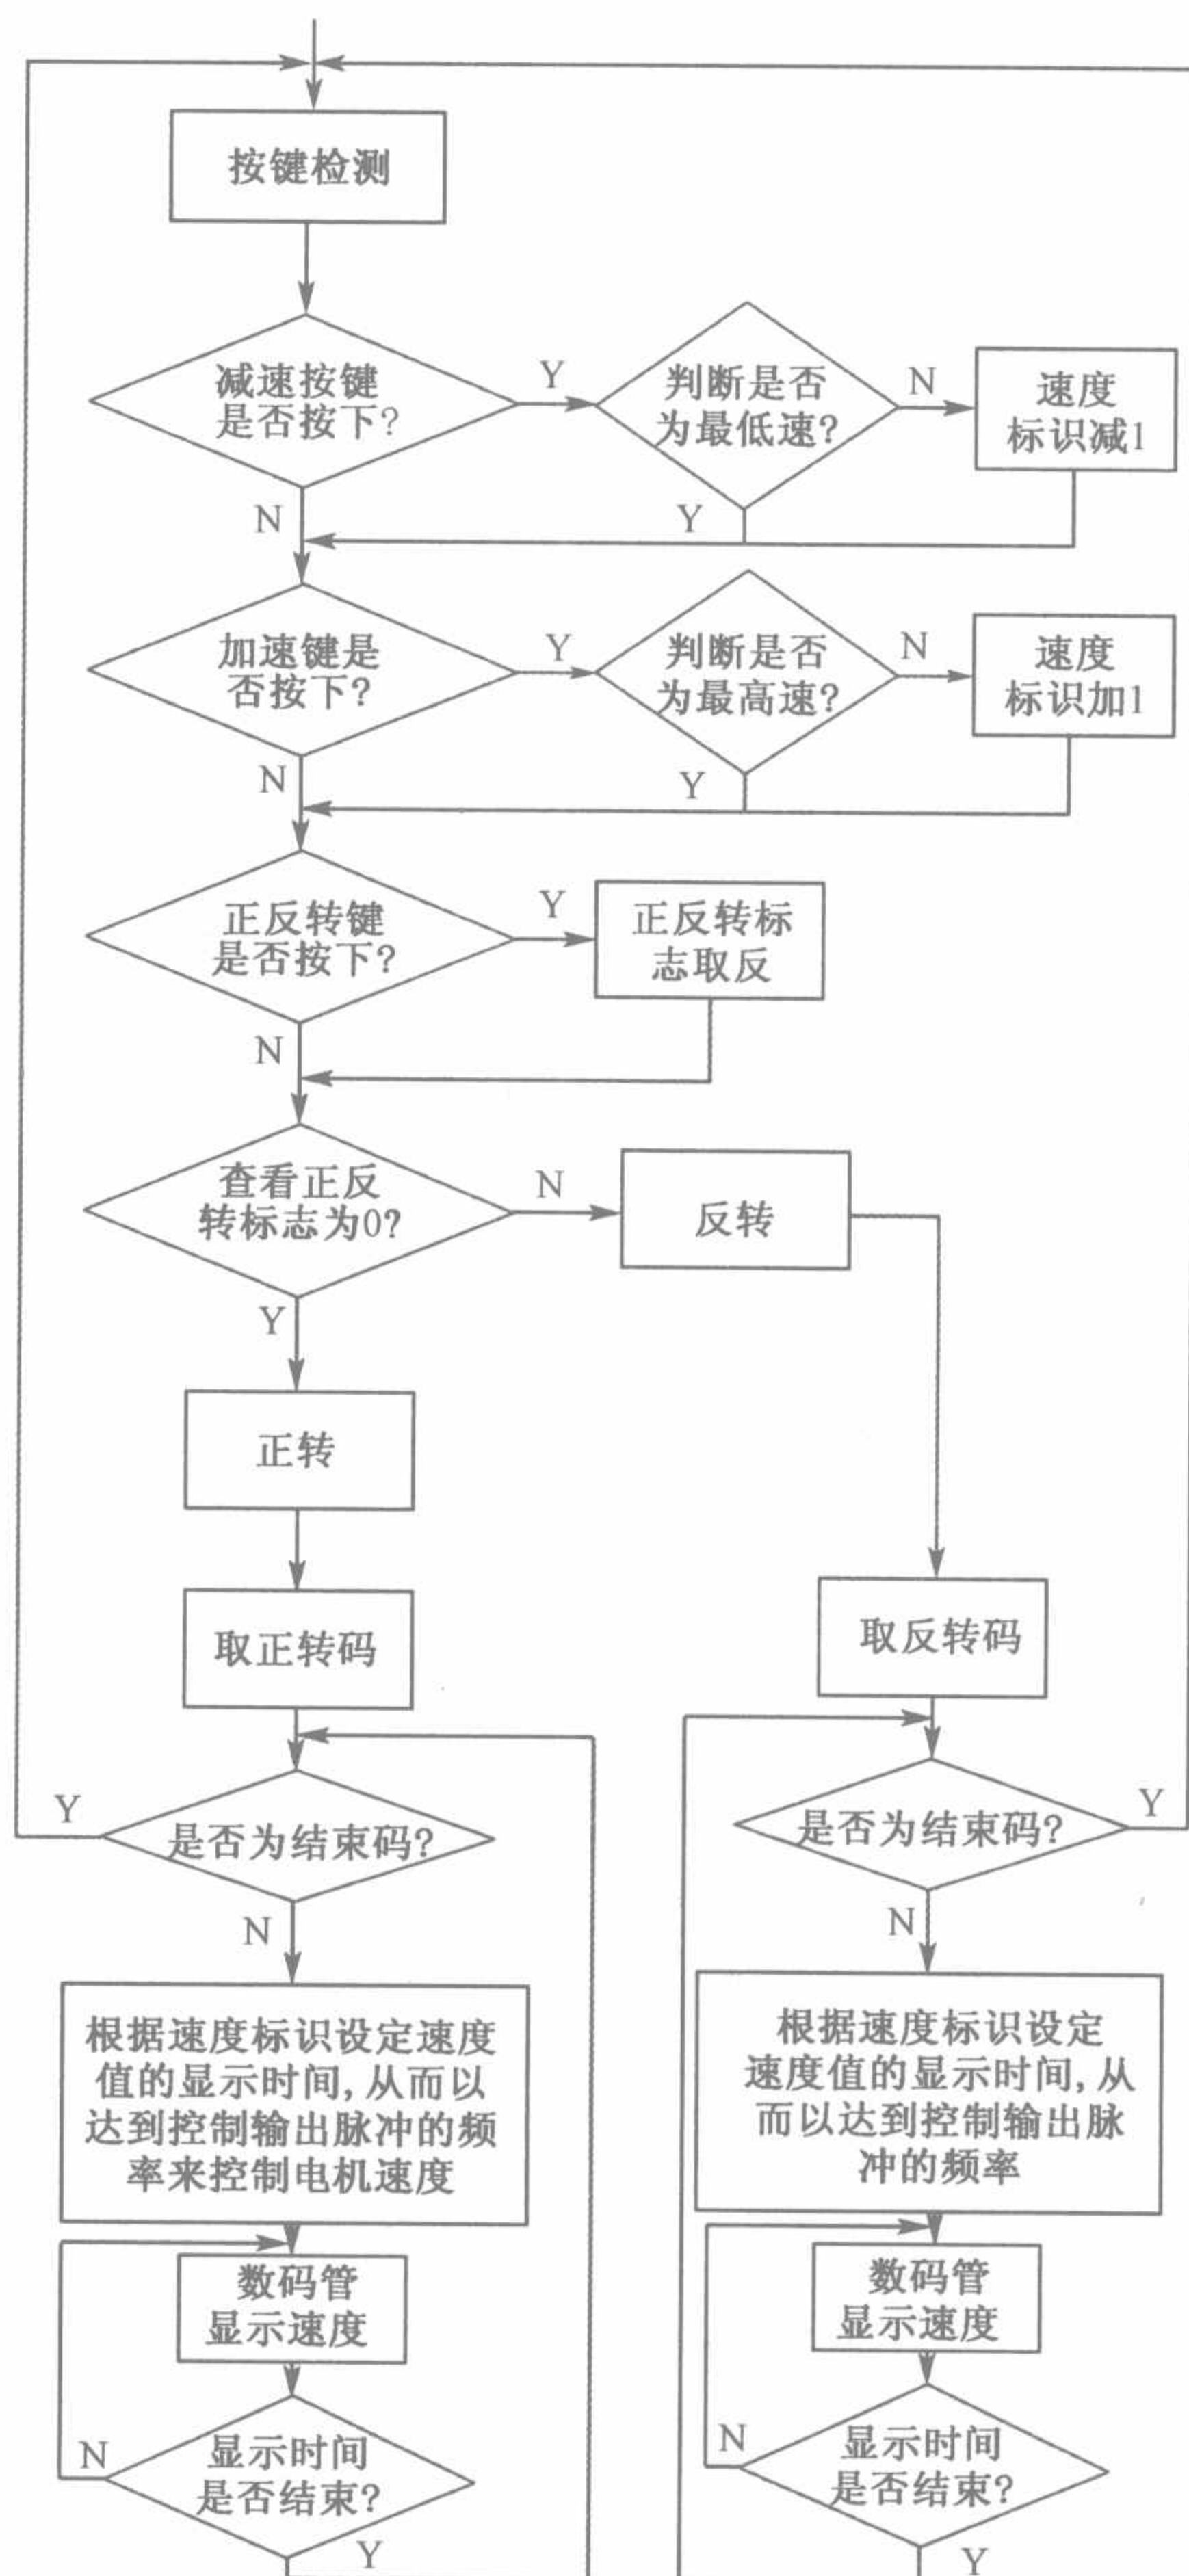 按键检测
减速按键
是否按下?
Y
判断是否
为最低速?
N
速度
标识减1
N
Y
加速键是
否按下?
Y
判断是否
为最高速?
N
速度
标识加1
N
Y
正反转键
是否按下?
Y
正反转标
志取反
N
查看正反
转标志为0?
N
反转
Y
正转
取正转码
取反转码
Y
是否为结束码?
是否为结束码?
Y
N
N
根据速度标识设定速度
值的显示时间,从而以
达到控制输出脉冲的频
率来控制电机速度
根据速度标识设定
速度值的显示时间,从
而以达到控制输出脉
冲的频率
数码管
显示速度
数码管
显示速度
N
显示时间
是否结束?
Y
N
显示时间
是否结束?
Y